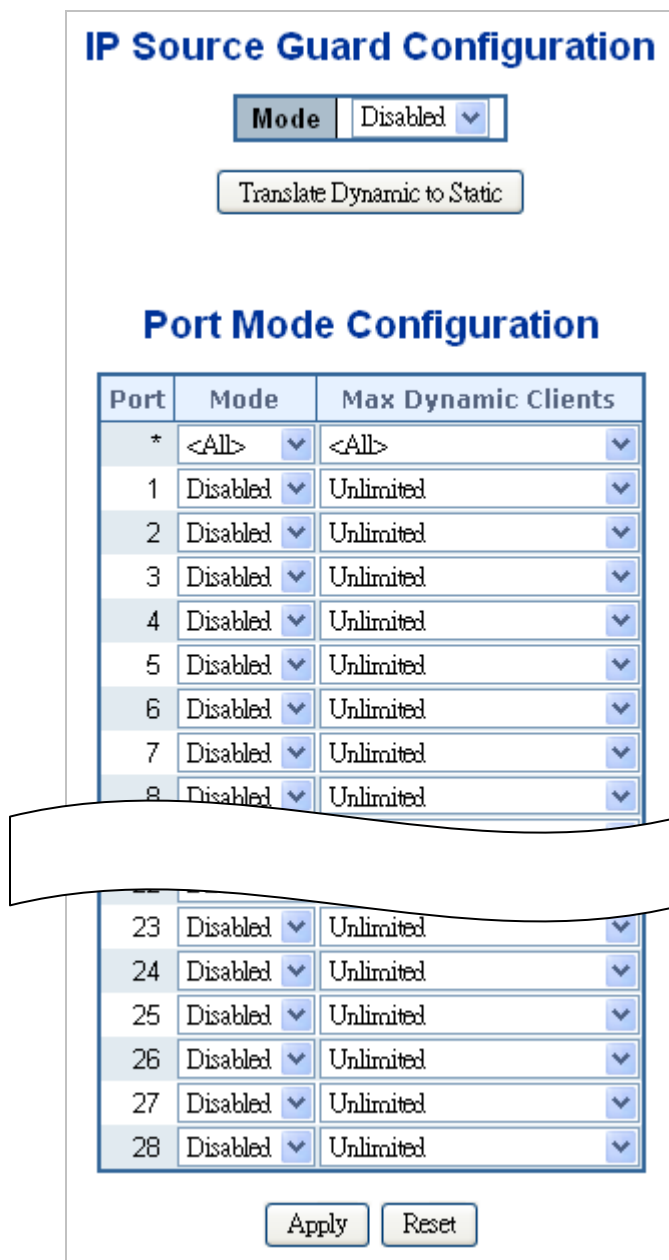 IP Source Guard Configuration
Mode Disabled
Translate Dynamic to Static
Port Mode Configuration
Port Mode Max Dynamic Clients
* <All> <All>
1 Disabled Unlimited
2 Disabled Unlimited
3 Disabled Unlimited
4 Disabled Unlimited
5 Disabled Unlimited
6 Disabled Unlimited
7 Disabled Unlimited
8 Disabled Unlimited
23 Disabled Unlimited
24 Disabled Unlimited
25 Disabled Unlimited
26 Disabled Unlimited
27 Disabled Unlimited
28 Disabled Unlimited
Apply Reset